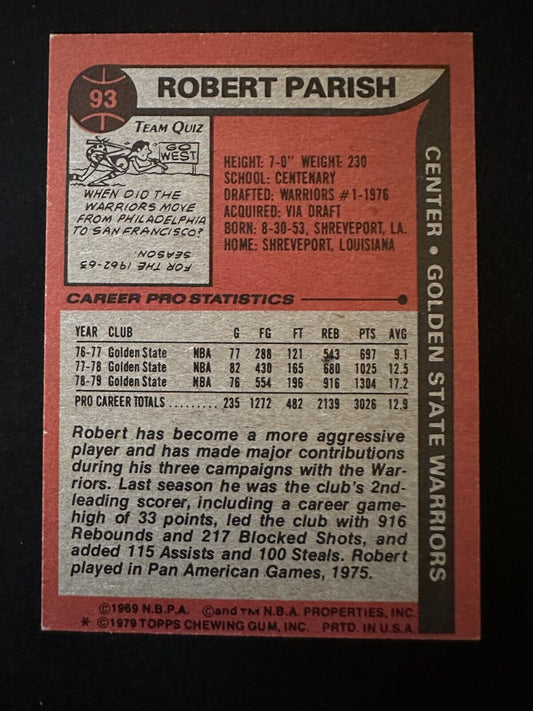 93
ROBERT PARISH
TEAM QUIZ
GO WEST
WHEN DID THE
WARRIORS MOVE
FROM PHILADELPHIA
TO SAN FRANCISCO?
FOR THE 1962-63
SEASON.
HEIGHT: 7-0" WEIGHT: 230
SCHOOL: CENTENARY
DRAFTED: WARRIORS #1-1976
ACQUIRED: VIA DRAFT
BORN: 8-30-53, SHREVEPORT, LA.
HOME: SHREVEPORT, LOUISIANA
CENTER • GOLDEN STATE WARRIORS
CAREER PRO STATISTICS
YEAR CLUB G FG FT REB PTS AVG
76-77 Golden State NBA 77 288 121 543 697 9.1
77-78 Golden State NBA 82 430 165 680 1025 12.5
78-79 Golden State NBA 76 554 196 916 1304 17.2
PRO CAREER TOTALS ......... 235 1272 482 2139 3026 12.9
Robert has become a more aggressive
player and has made major contributions
during his three campaigns with the War-
riors. Last season he was the club's 2nd-
leading scorer, including a career game-
high of 33 points, led the club with 916
Rebounds and 217 Blocked Shots, and
added 115 Assists and 100 Steals. Robert
played in Pan American Games, 1975.
©1969 N.B.P.A. ©and TM N.B.A. PROPERTIES, INC.
* ©1979 TOPPS CHEWING GUM, INC. PRTD. IN U.S.A.